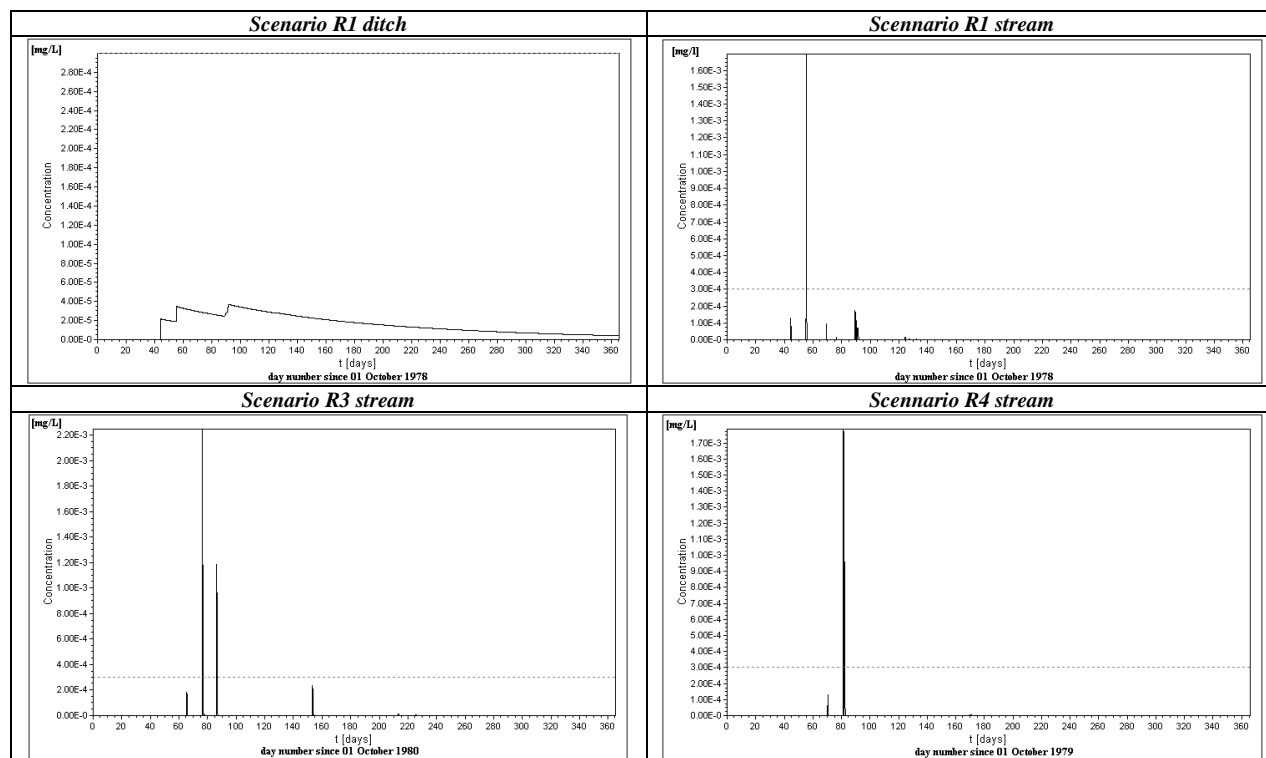 Scenario R1 ditch
Scennario R1 stream
[mg/L]
2.80E-4
2.60E-4
2.40E-4
2.20E-4
2.00E-4
1.80E-4
1.60E-4
1.40E-4
1.20E-4
1.00E-4
8.00E-5
6.00E-5
4.00E-5
2.00E-5
0.00E-0
Concentration
0 20 40 60 80 100 120 140 160 180 200 220 240 260 280 300 320 340 360
t [days]
day number since 01 October 1978
[mg/l]
1.60E-3
1.50E-3
1.40E-3
1.30E-3
1.20E-3
1.10E-3
1.00E-3
9.00E-4
8.00E-4
7.00E-4
6.00E-4
5.00E-4
4.00E-4
3.00E-4
2.00E-4
1.00E-4
0.00E-0
Concentration
0 20 40 60 80 100 120 140 160 180 200 220 240 260 280 300 320 340 360
t [days]
day number since 01 October 1978
Scenario R3 stream
Scennario R4 stream
[mg/L]
2.20E-3
2.00E-3
1.80E-3
1.60E-3
1.40E-3
1.20E-3
1.00E-3
8.00E-4
6.00E-4
4.00E-4
2.00E-4
0.00E-0
Concentration
0 20 40 60 80 100 120 140 160 180 200 220 240 260 280 300 320 340 360
t [days]
day number since 01 October 1980
[mg/L]
1.70E-3
1.60E-3
1.50E-3
1.40E-3
1.30E-3
1.20E-3
1.10E-3
1.00E-3
9.00E-4
8.00E-4
7.00E-4
6.00E-4
5.00E-4
4.00E-4
3.00E-4
2.00E-4
1.00E-4
0.00E-0
Concentration
0 20 40 60 80 100 120 140 160 180 200 220 240 260 280 300 320 340 360
t [days]
day number since 01 October 1979